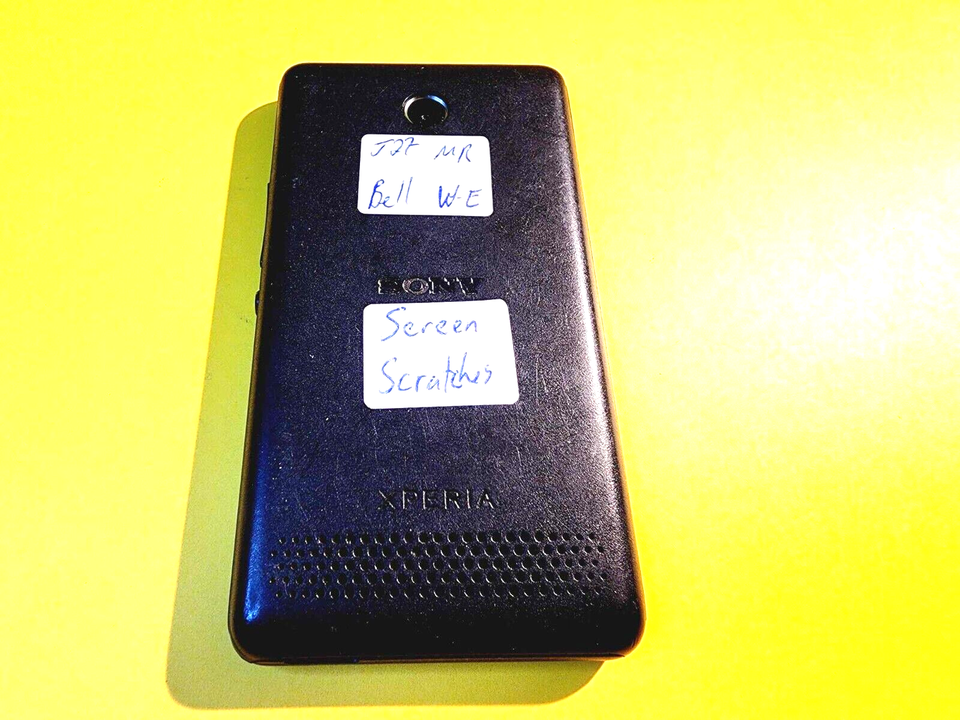 J27 MR
Bell W-E
SONY
Screen
Scratches
XPERIA